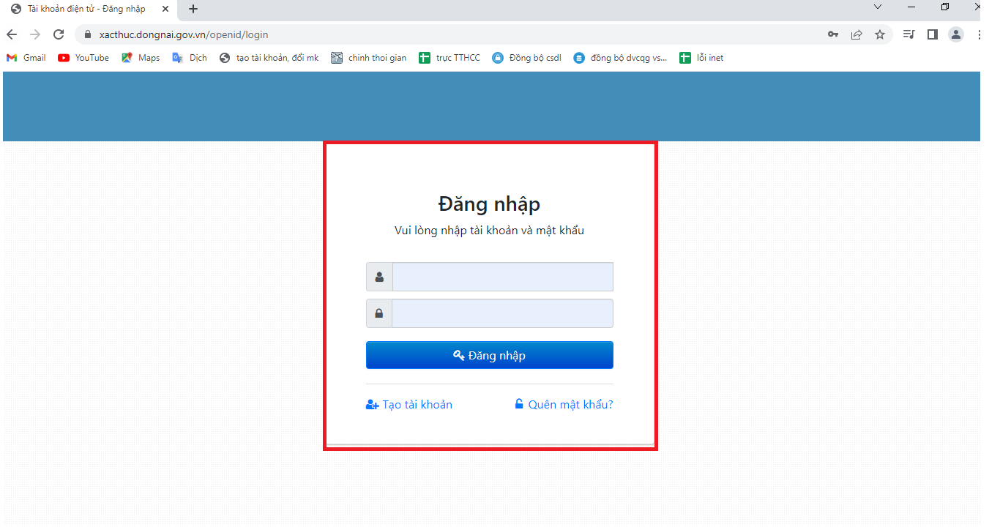 Tài khoản điện tử - Đăng nhập
xacthuc.dongnai.gov.vn/openid/login
Gmail YouTube Maps Dịch tạo tài khoản, đổi mk chinh thoi gian trực TTHCC Đồng bộ csdl đồng bộ dvcqg vs... lỗi inet
Đăng nhập
Vui lòng nhập tài khoản và mật khẩu
Đăng nhập
Tạo tài khoản Quên mật khẩu?